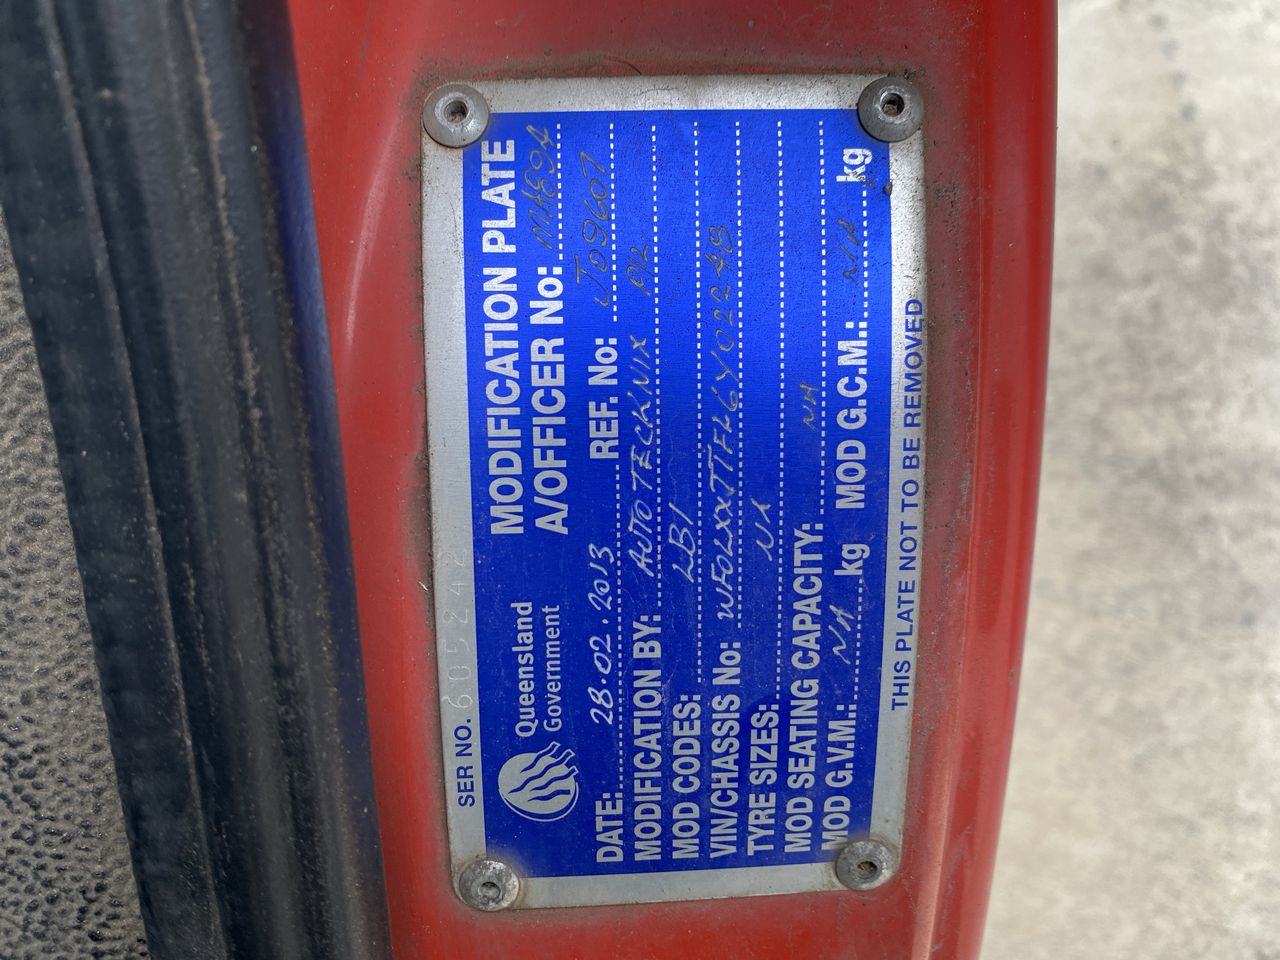 SER NO. 605242
Queensland
Government
MODIFICATION PLATE
A/OFFICER No: MA894
DATE: 28.02.2013 REF. No: J09607
MODIFICATION BY: AUTO TECKNIX P/L
MOD CODES: LB1
VIN/CHASSIS No: WFOLXXTTFL6Y02248
TYRE SIZES: NA
MOD SEATING CAPACITY: NA
MOD G.V.M.: NA kg MOD G.C.M.: NA kg
THIS PLATE NOT TO BE REMOVED